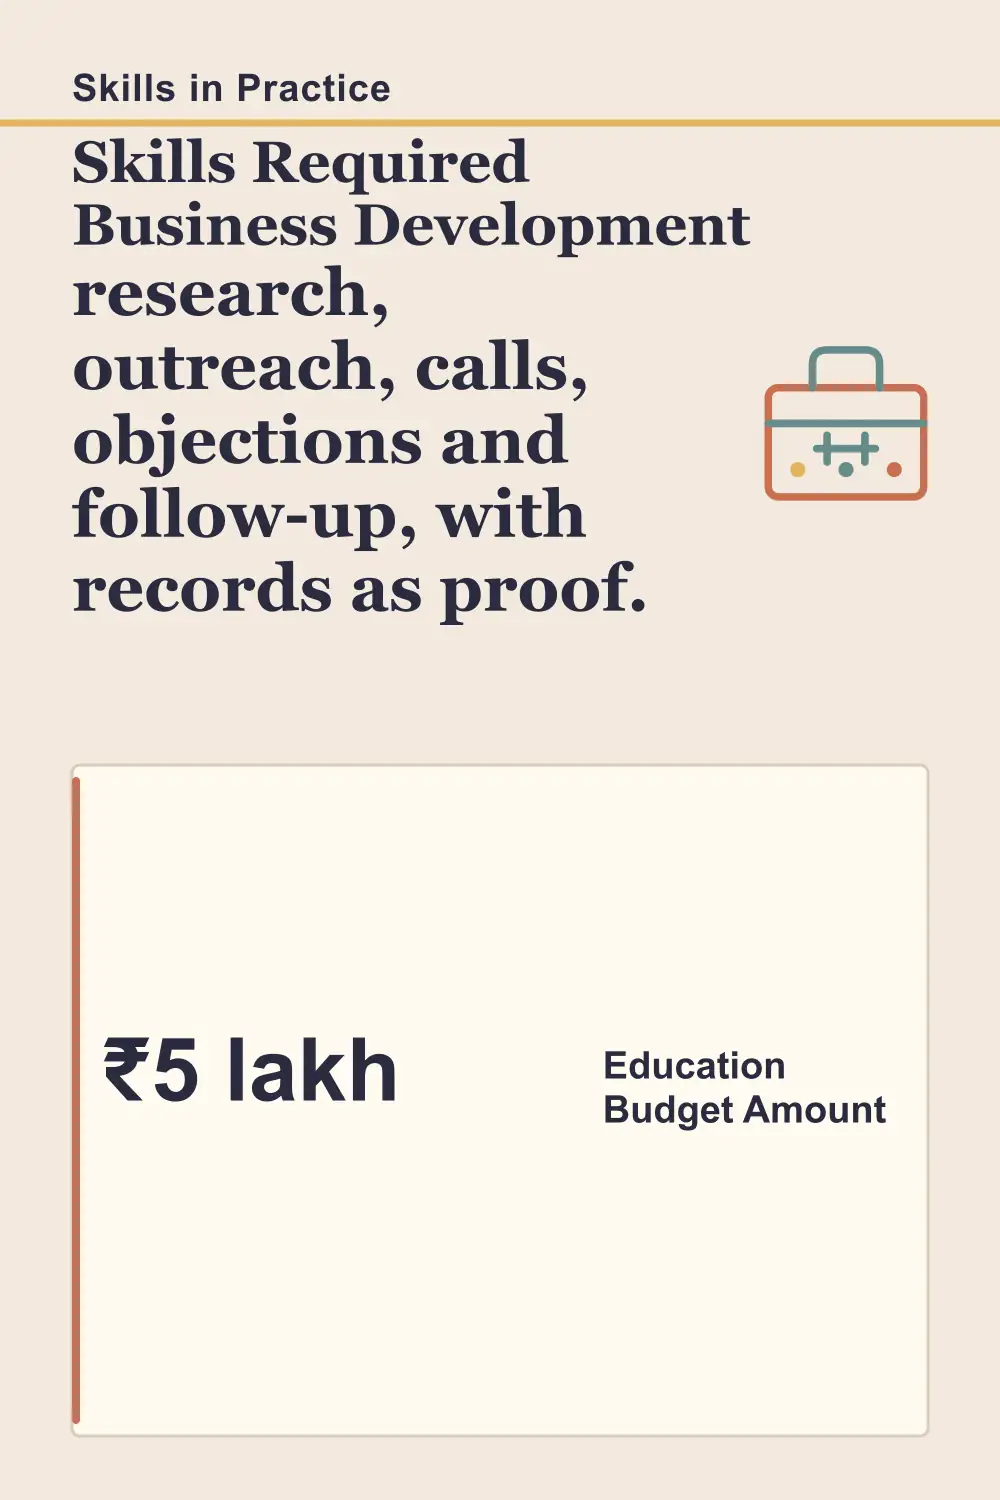 Skills in Practice
Skills Required
Business Development
research,
outreach, calls,
objections and
follow-up, with
records as proof.
₹5 lakh
Education
Budget Amount